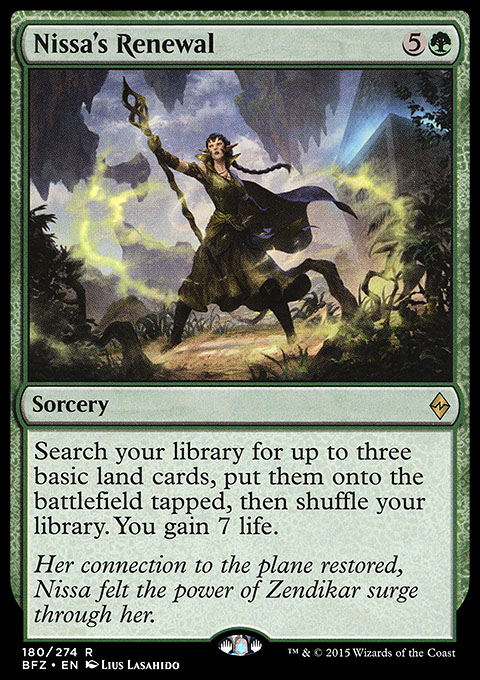 Nissa's Renewal 5
Sorcery
Search your library for up to three
basic land cards, put them onto the
battlefield tapped, then shuffle your
library. You gain 7 life.
Her connection to the plane restored,
Nissa felt the power of Zendikar surge
through her.
180/274 R
BFZ • EN Lius Lasahido
™ & © 2015 Wizards of the Coast